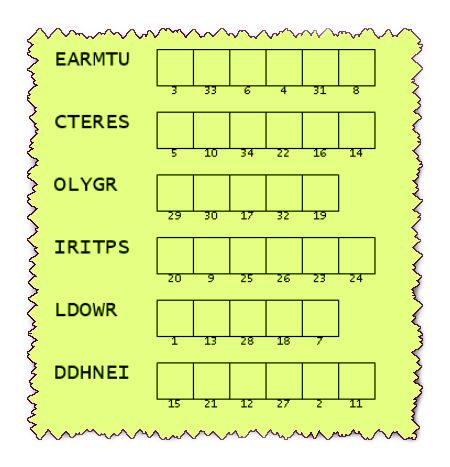 EARMTU
3 33 6 4 31 8
CTERES
5 10 34 22 16 14
OLYGR
29 30 17 32 19
IRITPS
20 9 25 26 23 24
LDOWR
1 13 28 18 7
DDHNEI
15 21 12 27 2 11